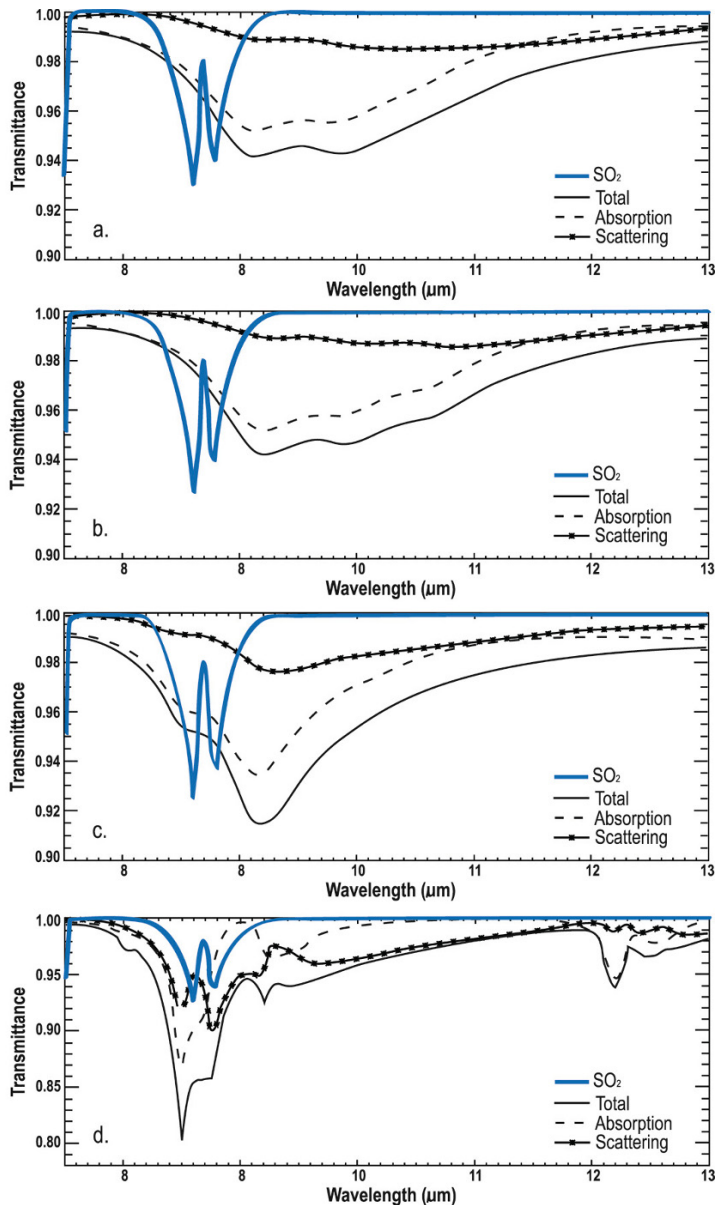 1.00
0.98
0.96
0.94
0.92
0.90
Transmittance
a.
SO₂
Total
Absorption
Scattering
8 8 10 11 12 13
Wavelength (µm)
1.00
0.98
0.96
0.94
0.92
0.90
Transmittance
b.
SO₂
Total
Absorption
Scattering
8 8 10 11 12 13
Wavelength (µm)
1.00
0.98
0.96
0.94
0.92
0.90
Transmittance
c.
SO₂
Total
Absorption
Scattering
8 8 10 11 12 13
Wavelength (µm)
1.00
0.95
0.90
0.85
0.80
Transmittance
d.
SO₂
Total
Absorption
Scattering
8 8 10 11 12 13
Wavelength (µm)